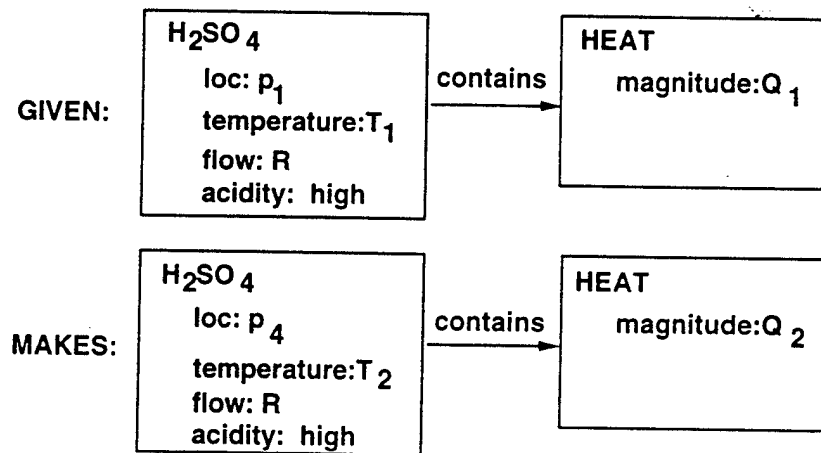 H₂SO₄
loc: p₁
temperature:T₁
flow: R
acidity: high
GIVEN:
contains
HEAT
magnitude:Q₁
H₂SO₄
loc: p₄
temperature:T₂
flow: R
acidity: high
MAKES:
contains
HEAT
magnitude:Q₂